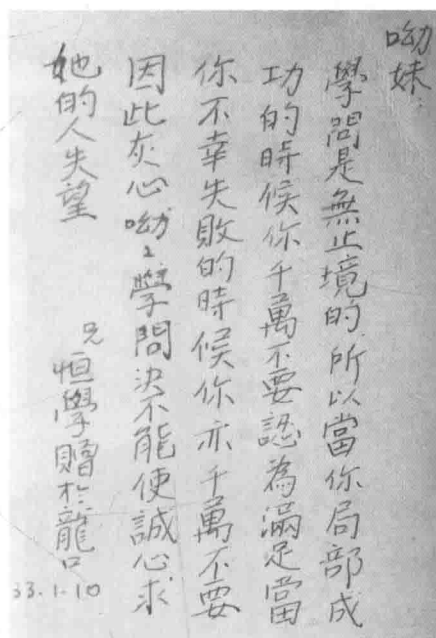 呦妹：
學問是無止境的所以當你局部成
功的時候你千萬不要認為滿足當
你不幸失敗的時候你亦千萬不要
因此灰心呦々學問決不能使誠心求
她的人失望
兄恒學贈於龍口
33.1.10